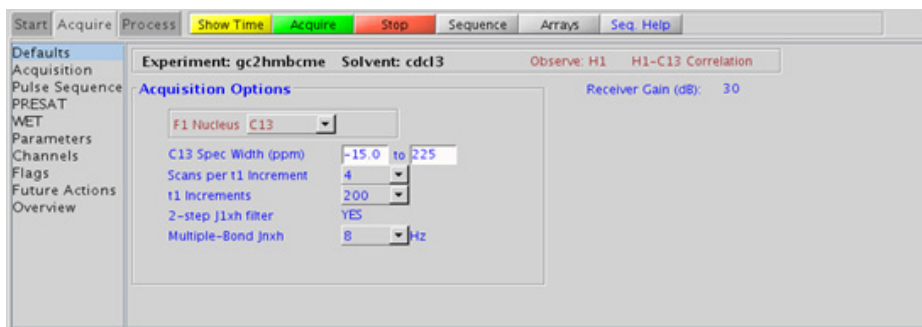 Start Acquire Process Show Time Acquire Stop Sequence Arrays Seq. Help
Defaults
Acquisition
Pulse Sequence
PRESAT
WET
Parameters
Channels
Flags
Future Actions
Overview
Experiment: gc2hmbcme Solvent: cdcl3 Observe: H1 H1-C13 Correlation
Acquisition Options Receiver Gain (dB): 30
F1 Nucleus C13
C13 Spec Width (ppm) -15.0 to 225
Scans per t1 Increment 4
t1 Increments 200
2-step J1xh filter YES
Multiple-Bond Jnxh 8 Hz